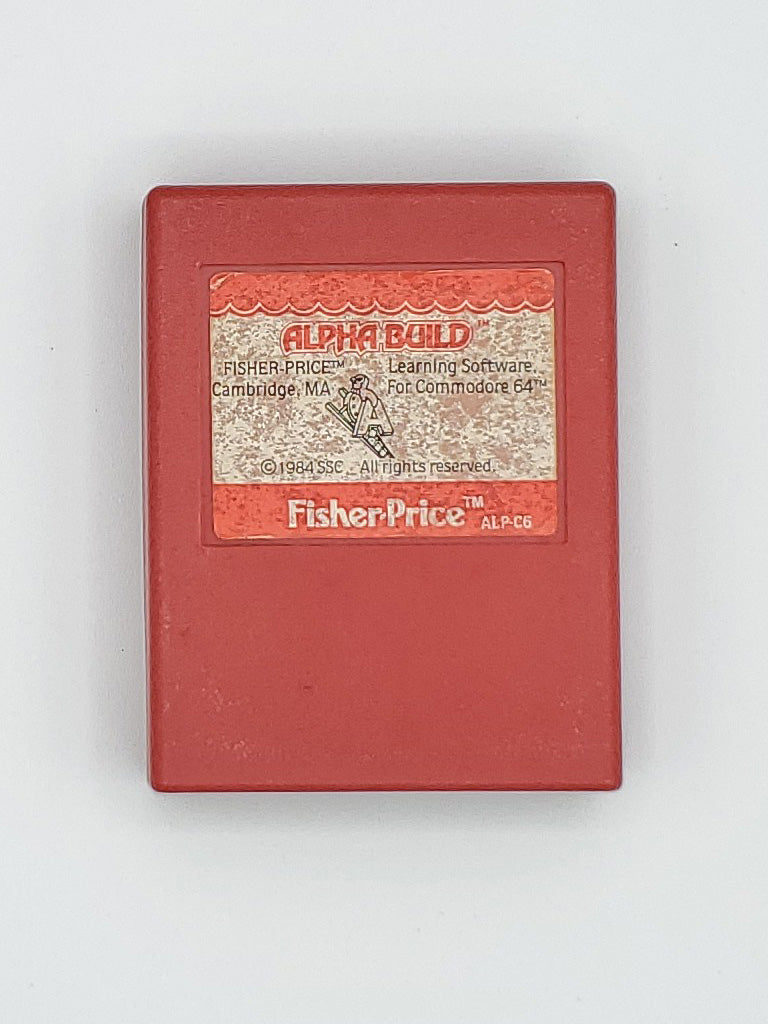 ALPHA BUILD™
FISHER-PRICE™ Learning Software,
Cambridge, MA For Commodore 64™
A
©1984 SSC All rights reserved.
Fisher-Price™
ALP-C6